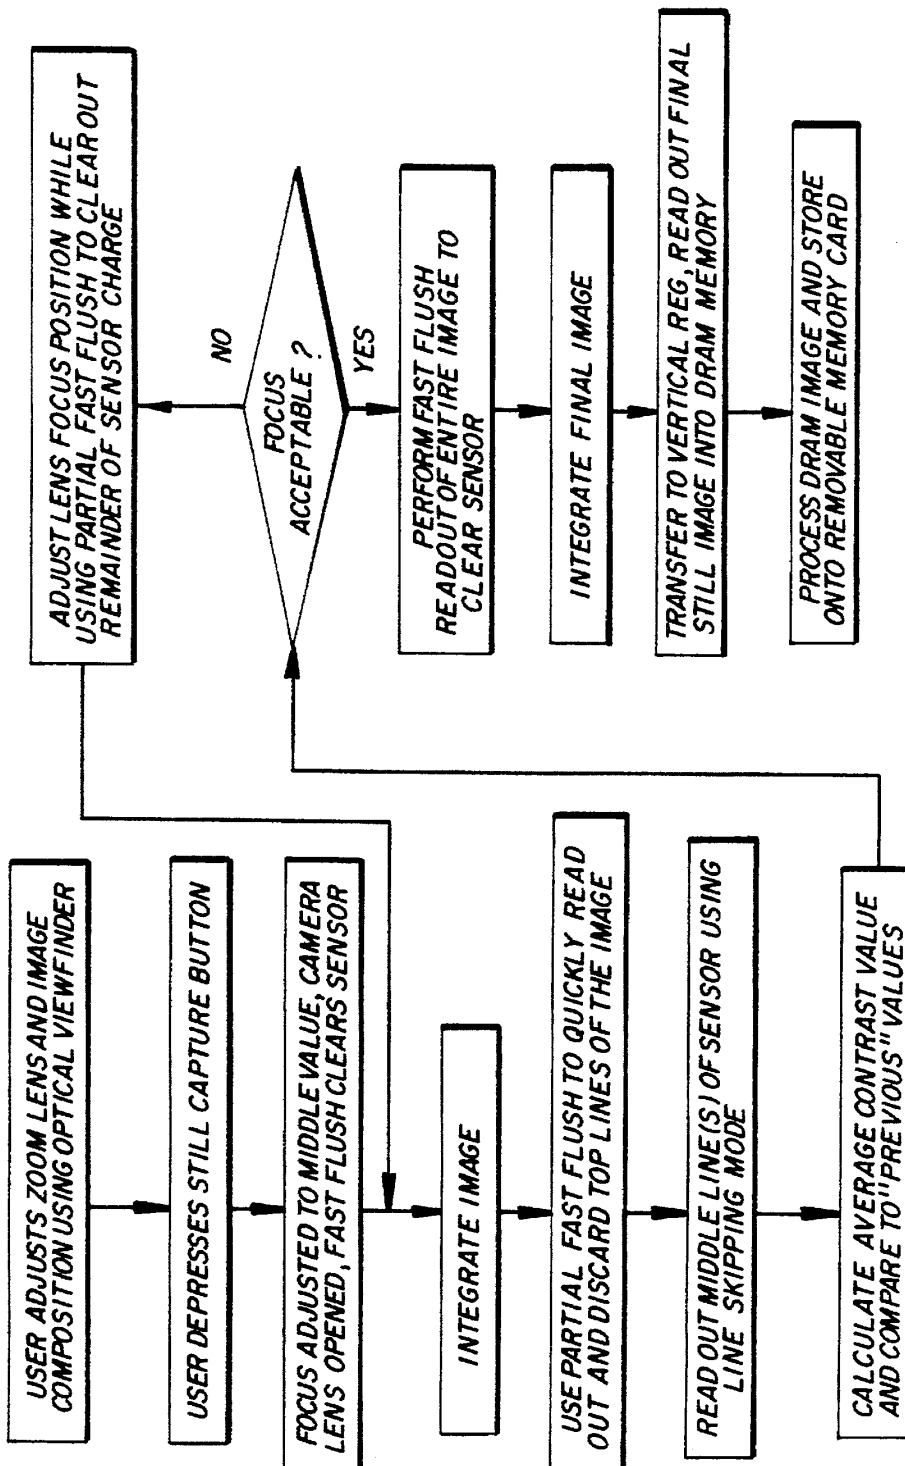 USER ADJUSTS ZOOM LENS AND IMAGE
COMPOSITION USING OPTICAL VIEWFINDER
USER DEPRESSES STILL CAPTURE BUTTON
FOCUS ADJUSTED TO MIDDLE VALUE, CAMERA
LENS OPENED, FAST FLUSH CLEARS SENSOR
INTEGRATE IMAGE
USE PARTIAL FAST FLUSH TO QUICKLY READ
OUT AND DISCARD TOP LINES OF THE IMAGE
READ OUT MIDDLE LINE(S) OF SENSOR USING
LINE SKIPPING MODE
CALCULATE AVERAGE CONTRAST VALUE
AND COMPARE TO "PREVIOUS" VALUES
ADJUST LENS FOCUS POSITION WHILE
USING PARTIAL FAST FLUSH TO CLEAR OUT
REMAINDER OF SENSOR CHARGE
NO
FOCUS
ACCEPTABLE ?
YES
PERFORM FAST FLUSH
READOUT OF ENTIRE IMAGE TO
CLEAR SENSOR
INTEGRATE FINAL IMAGE
TRANSFER TO VERTICAL REG, READ OUT FINAL
STILL IMAGE INTO DRAM MEMORY
PROCESS DRAM IMAGE AND STORE
ONTO REMOVABLE MEMORY CARD